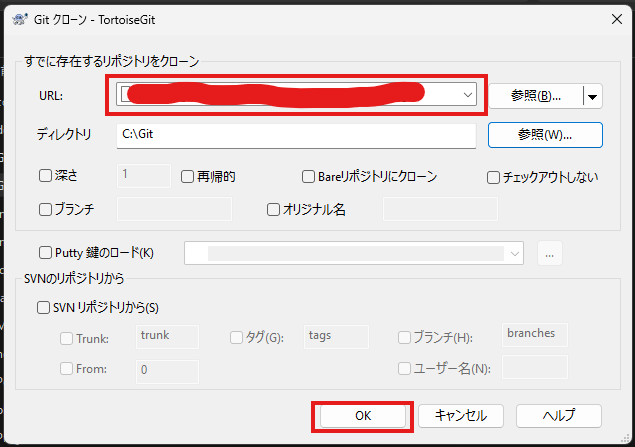 Git クローン - TortoiseGit
すでに存在するリポジトリをクローン
URL:
参照(B)...
ディレクトリ
C:\Git
参照(W)...
深さ
1
再帰的
Bareリポジトリにクローン
チェックアウトしない
ブランチ
オリジナル名
Putty 鍵のロード(K)
...
SVNのリポジトリから
SVN リポジトリから(S)
Trunk:
trunk
タグ(G):
tags
ブランチ(H):
branches
From:
0
ユーザー名(N):
OK
キャンセル
ヘルプ